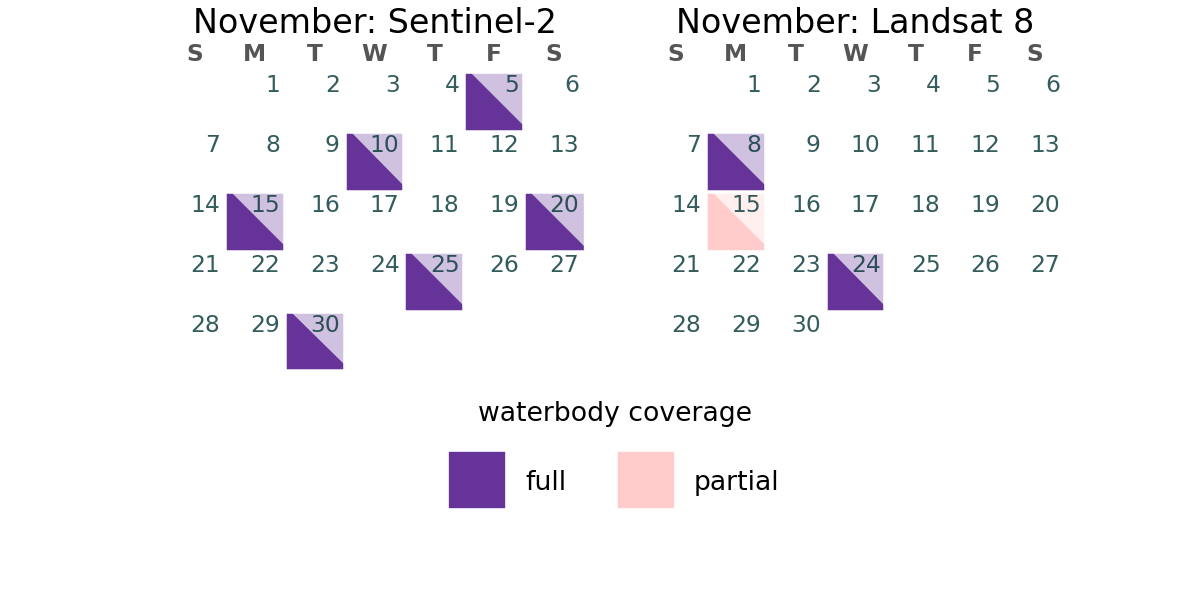 November: Sentinel-2
S M T W T F S
1 2 3 4 5 6
7 8 9 10 11 12 13
14 15 16 17 18 19 20
21 22 23 24 25 26 27
28 29 30
November: Landsat 8
S M T W T F S
1 2 3 4 5 6
7 8 9 10 11 12 13
14 15 16 17 18 19 20
21 22 23 24 25 26 27
28 29 30
waterbody coverage
full partial